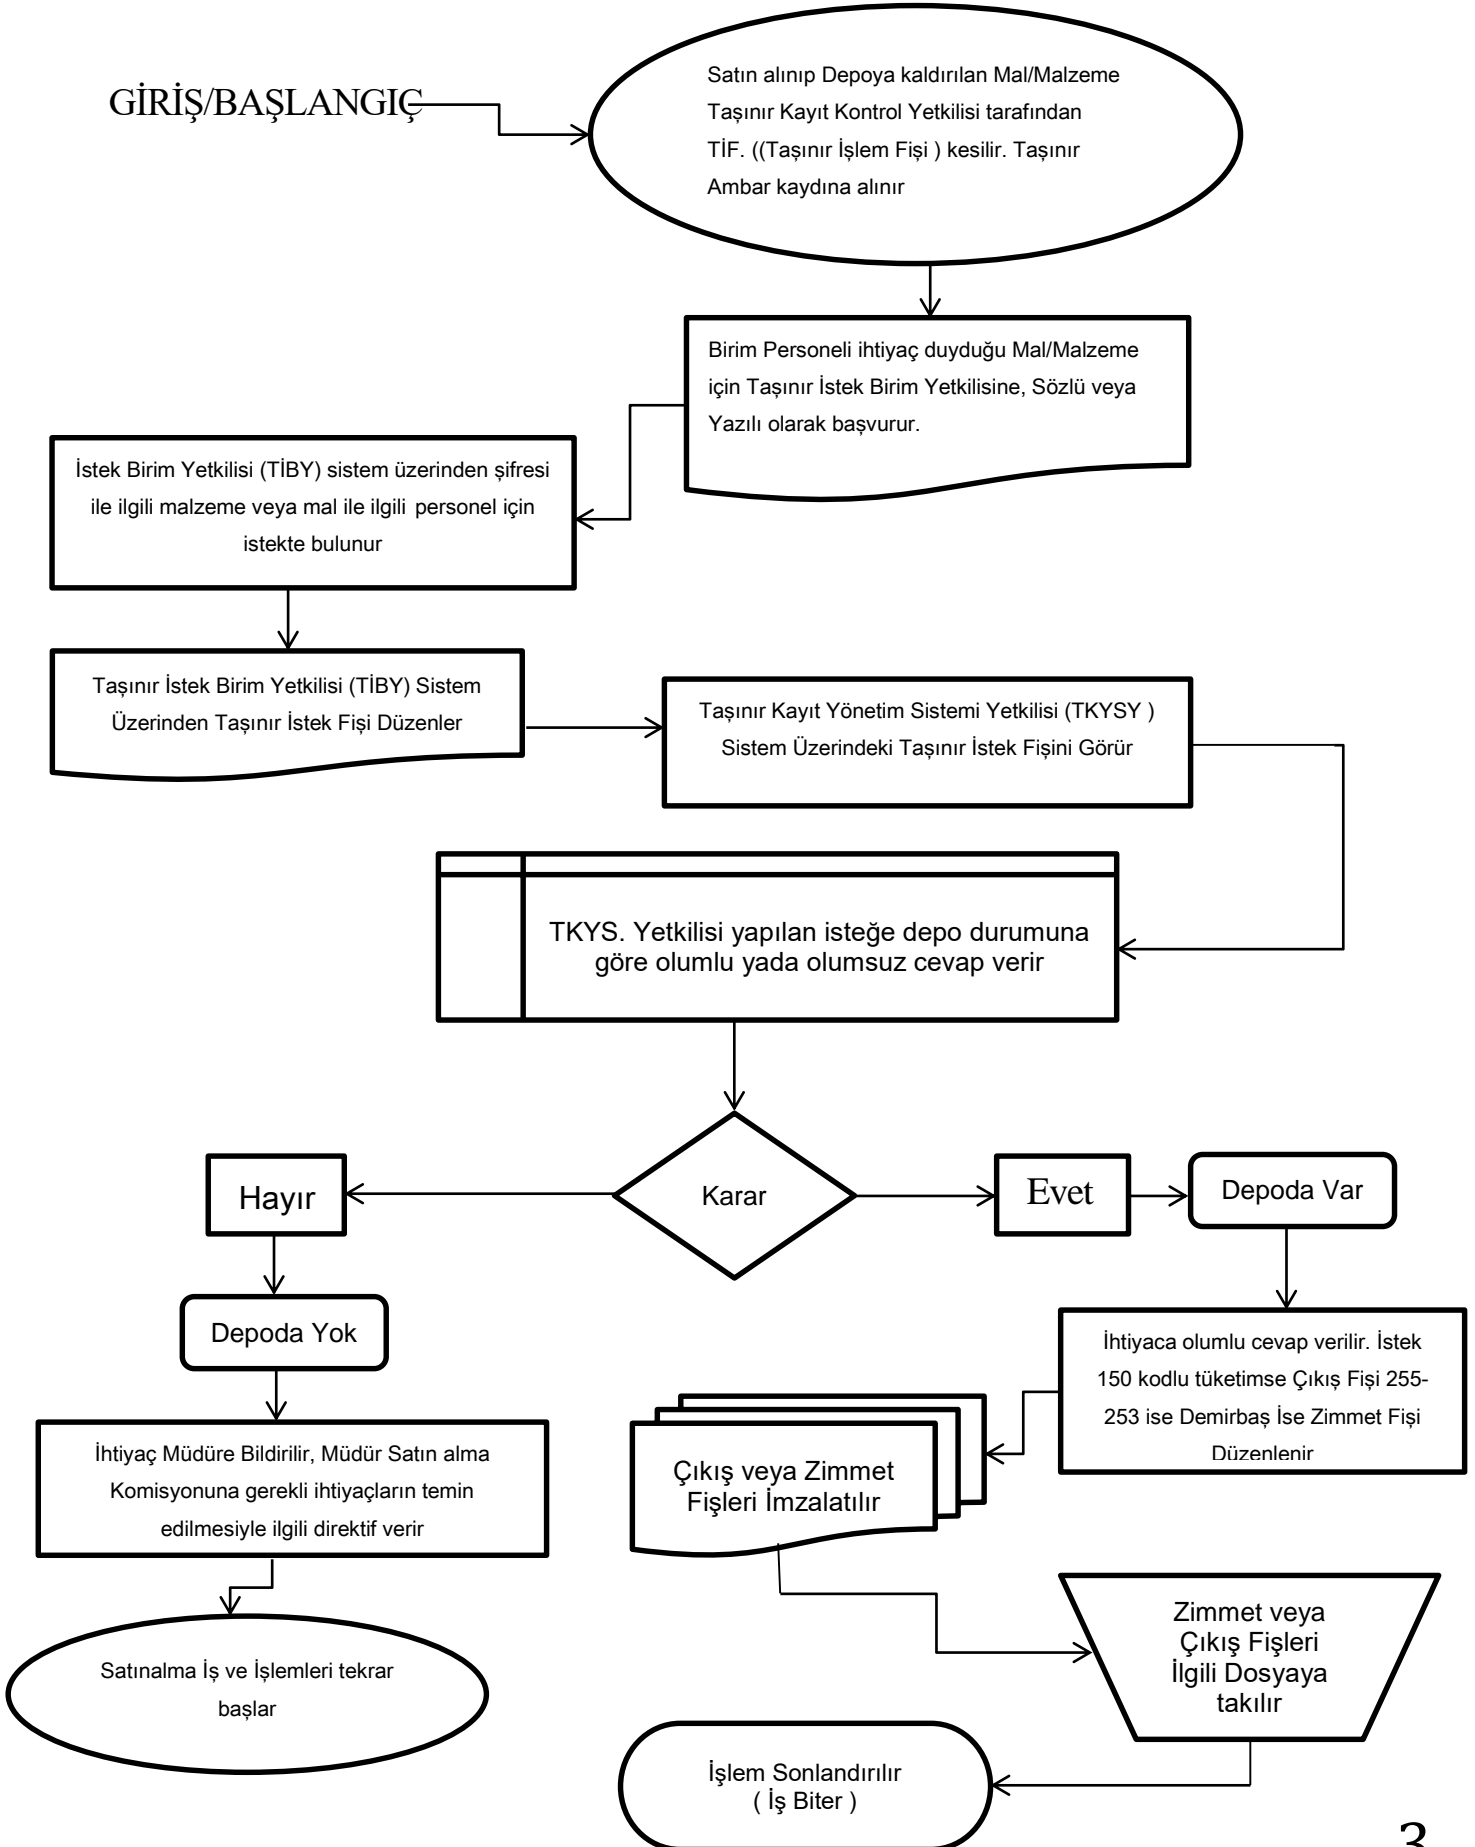 GİRİŞ/BAŞLANGIÇ
Satın alınıp Depoya kaldırılan Mal/Malzeme
Taşınır Kayıt Kontrol Yetkilisi tarafından
TİF. ((Taşınır İşlem Fişi ) kesilir. Taşınır
Ambar kaydına alınır
Birim Personeli ihtiyaç duyduğu Mal/Malzeme
için Taşınır İstek Birim Yetkilisine, Sözlü veya
Yazılı olarak başvurur.
İstek Birim Yetkilisi (TİBY) sistem üzerinden şifresi
ile ilgili malzeme veya mal ile ilgili personel için
istekte bulunur
Taşınır İstek Birim Yetkilisi (TİBY) Sistem
Üzerinden Taşınır İstek Fişi Düzenler
Taşınır Kayıt Yönetim Sistemi Yetkilisi (TKYSY )
Sistem Üzerindeki Taşınır İstek Fişini Görür
TKYS. Yetkilisi yapılan isteğe depo durumuna
göre olumlu yada olumsuz cevap verir
Karar
Hayır
Evet
Depoda Var
Depoda Yok
İhtiyaca olumlu cevap verilir. İstek
150 kodlu tüketimse Çıkış Fişi 255-
253 ise Demirbaş İse Zimmet Fişi
Düzenlenir
İhtiyaç Müdüre Bildirilir, Müdür Satın alma
Komisyonuna gerekli ihtiyaçların temin
edilmesiyle ilgili direktif verir
Çıkış veya Zimmet
Fişleri İmzalatılır
Satınalma İş ve İşlemleri tekrar
başlar
Zimmet veya
Çıkış Fişleri
İlgili Dosyaya
takılır
İşlem Sonlandırılır
( İş Biter )
3